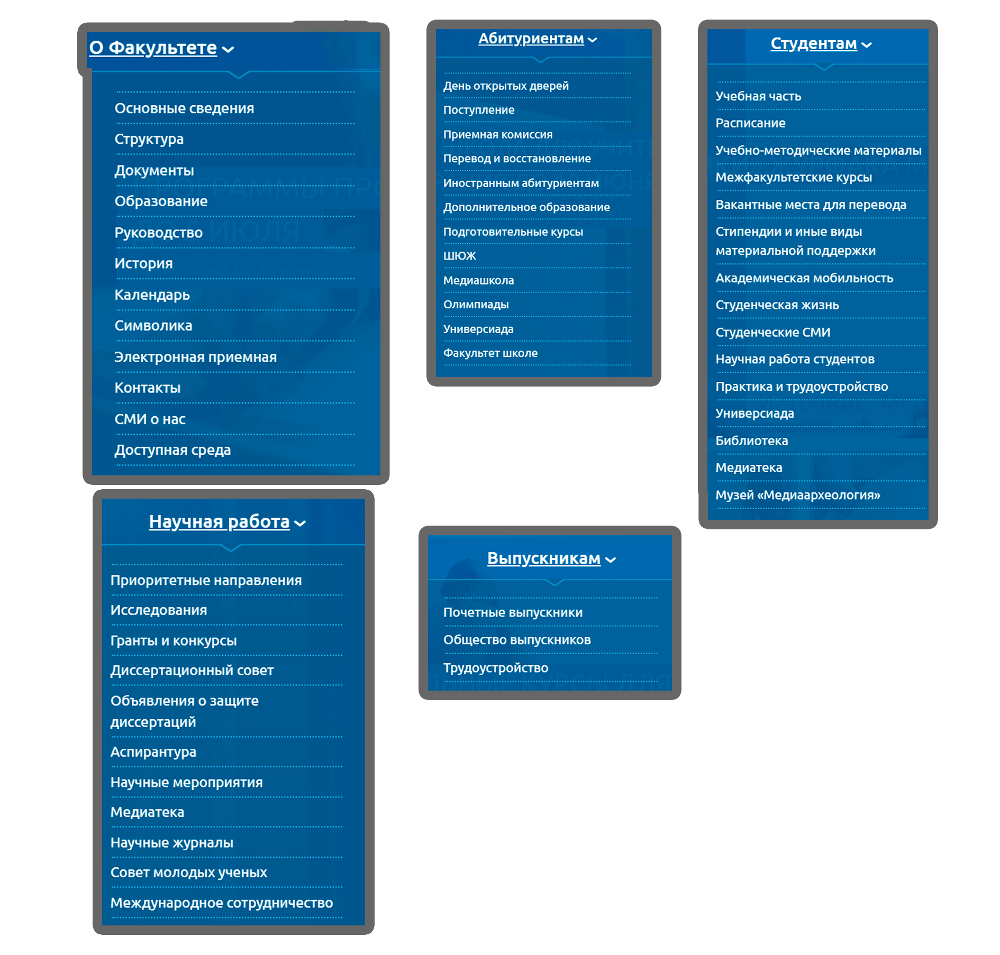 О Факультете
Основные сведения
Структура
Документы
Образование
Руководство
История
Календарь
Символика
Электронная приемная
Контакты
СМИ о нас
Доступная среда
Абитуриентам
День открытых дверей
Поступление
Приемная комиссия
Перевод и восстановление
Иностранным абитуриентам
Дополнительное образование
Подготовительные курсы
ШЮЖ
Медиашкола
Олимпиады
Универсиада
Факультет школе
Студентам
Учебная часть
Расписание
Учебно-методические материалы
Межфакультетские курсы
Вакантные места для перевода
Стипендии и иные виды
материальной поддержки
Академическая мобильность
Студенческая жизнь
Студенческие СМИ
Научная работа студентов
Практика и трудоустройство
Универсиада
Библиотека
Медиатека
Музей «Медиаархеология»
Научная работа
Приоритетные направления
Исследования
Гранты и конкурсы
Диссертационный совет
Объявления о защите
диссертаций
Аспирантура
Научные мероприятия
Медиатека
Научные журналы
Совет молодых ученых
Международное сотрудничество
Выпускникам
Почетные выпускники
Общество выпускников
Трудоустройство